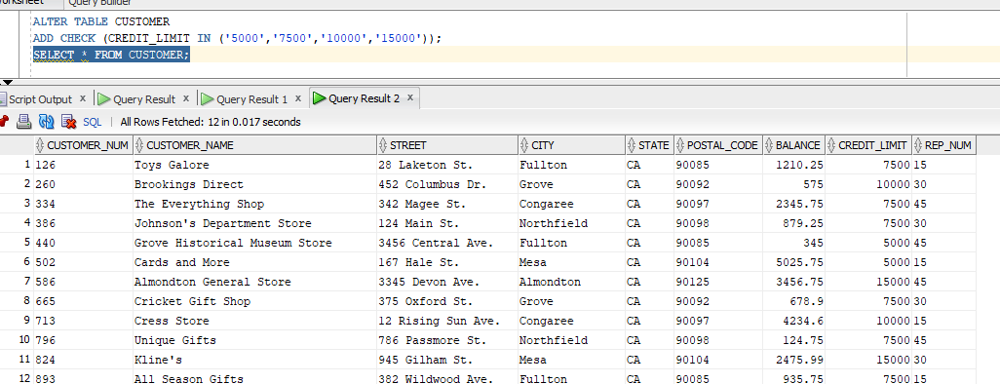 Worksheet Query Builder
ALTER TABLE CUSTOMER
ADD CHECK (CREDIT_LIMIT IN ('5000','7500','10000','15000'));
SELECT * FROM CUSTOMER;
Script Output x Query Result x Query Result 1 x Query Result 2 x
SQL | All Rows Fetched: 12 in 0.017 seconds
CUSTOMER_NUM CUSTOMER_NAME STREET CITY STATE POSTAL_CODE BALANCE CREDIT_LIMIT REP_NUM
1 126 Toys Galore 28 Laketon St. Fullton CA 90085 1210.25 7500 15
2 260 Brookings Direct 452 Columbus Dr. Grove CA 90092 575 10000 30
3 334 The Everything Shop 342 Magee St. Congaree CA 90097 2345.75 7500 45
4 386 Johnson's Department Store 124 Main St. Northfield CA 90098 879.25 7500 30
5 440 Grove Historical Museum Store 3456 Central Ave. Fullton CA 90085 345 5000 45
6 502 Cards and More 167 Hale St. Mesa CA 90104 5025.75 5000 15
7 586 Almondton General Store 3345 Devon Ave. Almondton CA 90125 3456.75 15000 45
8 665 Cricket Gift Shop 375 Oxford St. Grove CA 90092 678.9 7500 30
9 713 Cress Store 12 Rising Sun Ave. Congaree CA 90097 4234.6 10000 15
10 796 Unique Gifts 786 Passmore St. Northfield CA 90098 124.75 7500 45
11 824 Kline's 945 Gilham St. Mesa CA 90104 2475.99 15000 30
12 893 All Season Gifts 382 Wildwood Ave. Fullton CA 90085 935.75 7500 15